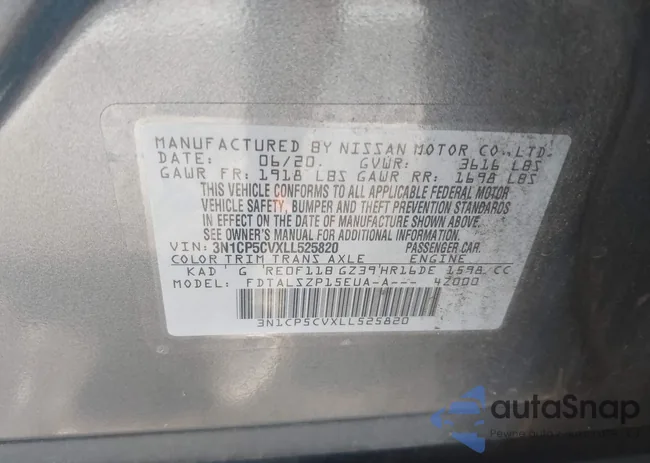 MANUFACTURED BY NISSAN MOTOR CO.,LTD.
DATE: 06/20. GVWR: 3616 LBS
GAWR FR: 1918 LBS GAWR RR: 1698 LBS
THIS VEHICLE CONFORMS TO ALL APPLICABLE FEDERAL MOTOR
VEHICLE SAFETY, BUMPER AND THEFT PREVENTION STANDARDS
IN EFFECT ON THE DATE OF MANUFACTURE SHOWN ABOVE.
SEE OWNER'S MANUAL FOR ADDITIONAL INFORMATION.
VIN: 3N1CP5CVXLL525820 PASSENGER CAR
COLOR TRIM TRANS AXLE ENGINE
KAD G RE0F11B GZ39 HR16DE 1598 CC
MODEL: FDTALSZP15EUA-A--- 4Z000
3N1CP5CVXLL525820
autaSnap